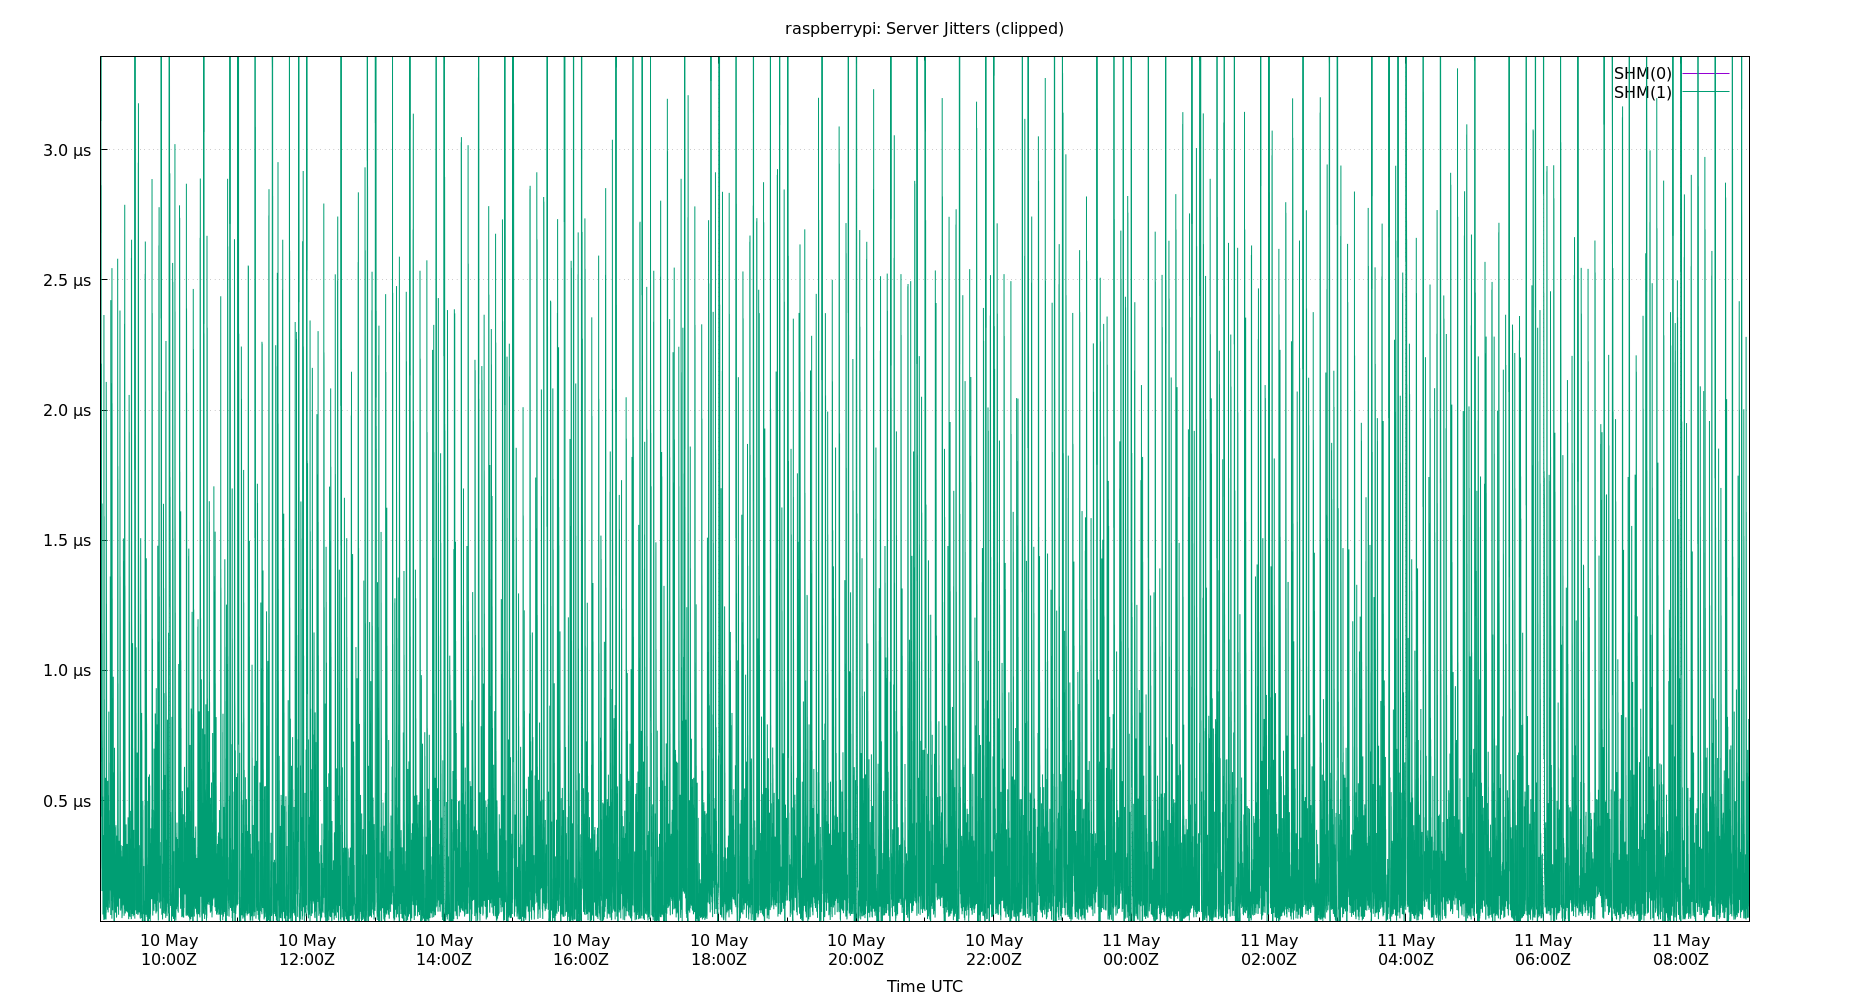 raspberrypi: Server Jitters (clipped)
SHM(0)
SHM(1)
3.0 µs
2.5 µs
2.0 µs
1.5 µs
1.0 µs
0.5 µs
10 May 10 May 10 May 10 May 10 May 10 May 10 May 11 May 11 May 11 May 11 May 11 May
10:00Z 12:00Z 14:00Z 16:00Z 18:00Z 20:00Z 22:00Z 00:00Z 02:00Z 04:00Z 06:00Z 08:00Z
Time UTC